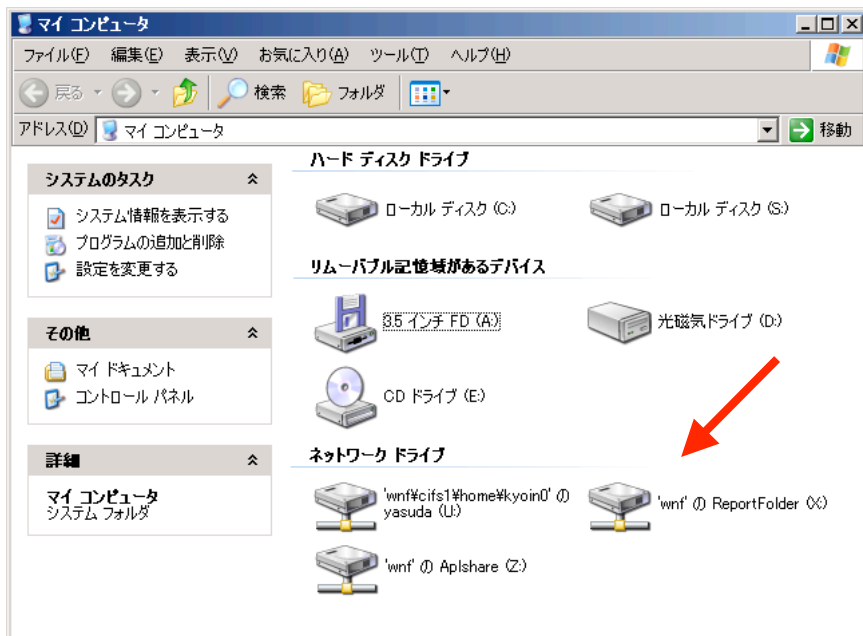 マイ コンピュータ
ファイル(F) 編集(E) 表示(V) お気に入り(A) ツール(T) ヘルプ(H)
戻る 検索 フォルダ
アドレス(D) マイ コンピュータ 移動
システムのタスク
システム情報を表示する
プログラムの追加と削除
設定を変更する
その他
マイ ドキュメント
コントロール パネル
詳細
マイ コンピュータ
システム フォルダ
ハード ディスク ドライブ
ローカル ディスク (C:) ローカル ディスク (S:)
リムーバブル記憶域があるデバイス
3.5 インチ FD (A:) 光磁気ドライブ (D:)
CD ドライブ (E:)
ネットワーク ドライブ
'wnf¥cifs1¥home¥kyoin0' の
yasuda (U:)
'wnf' の ReportFolder (X:)
'wnf' の Aplshare (Z:)